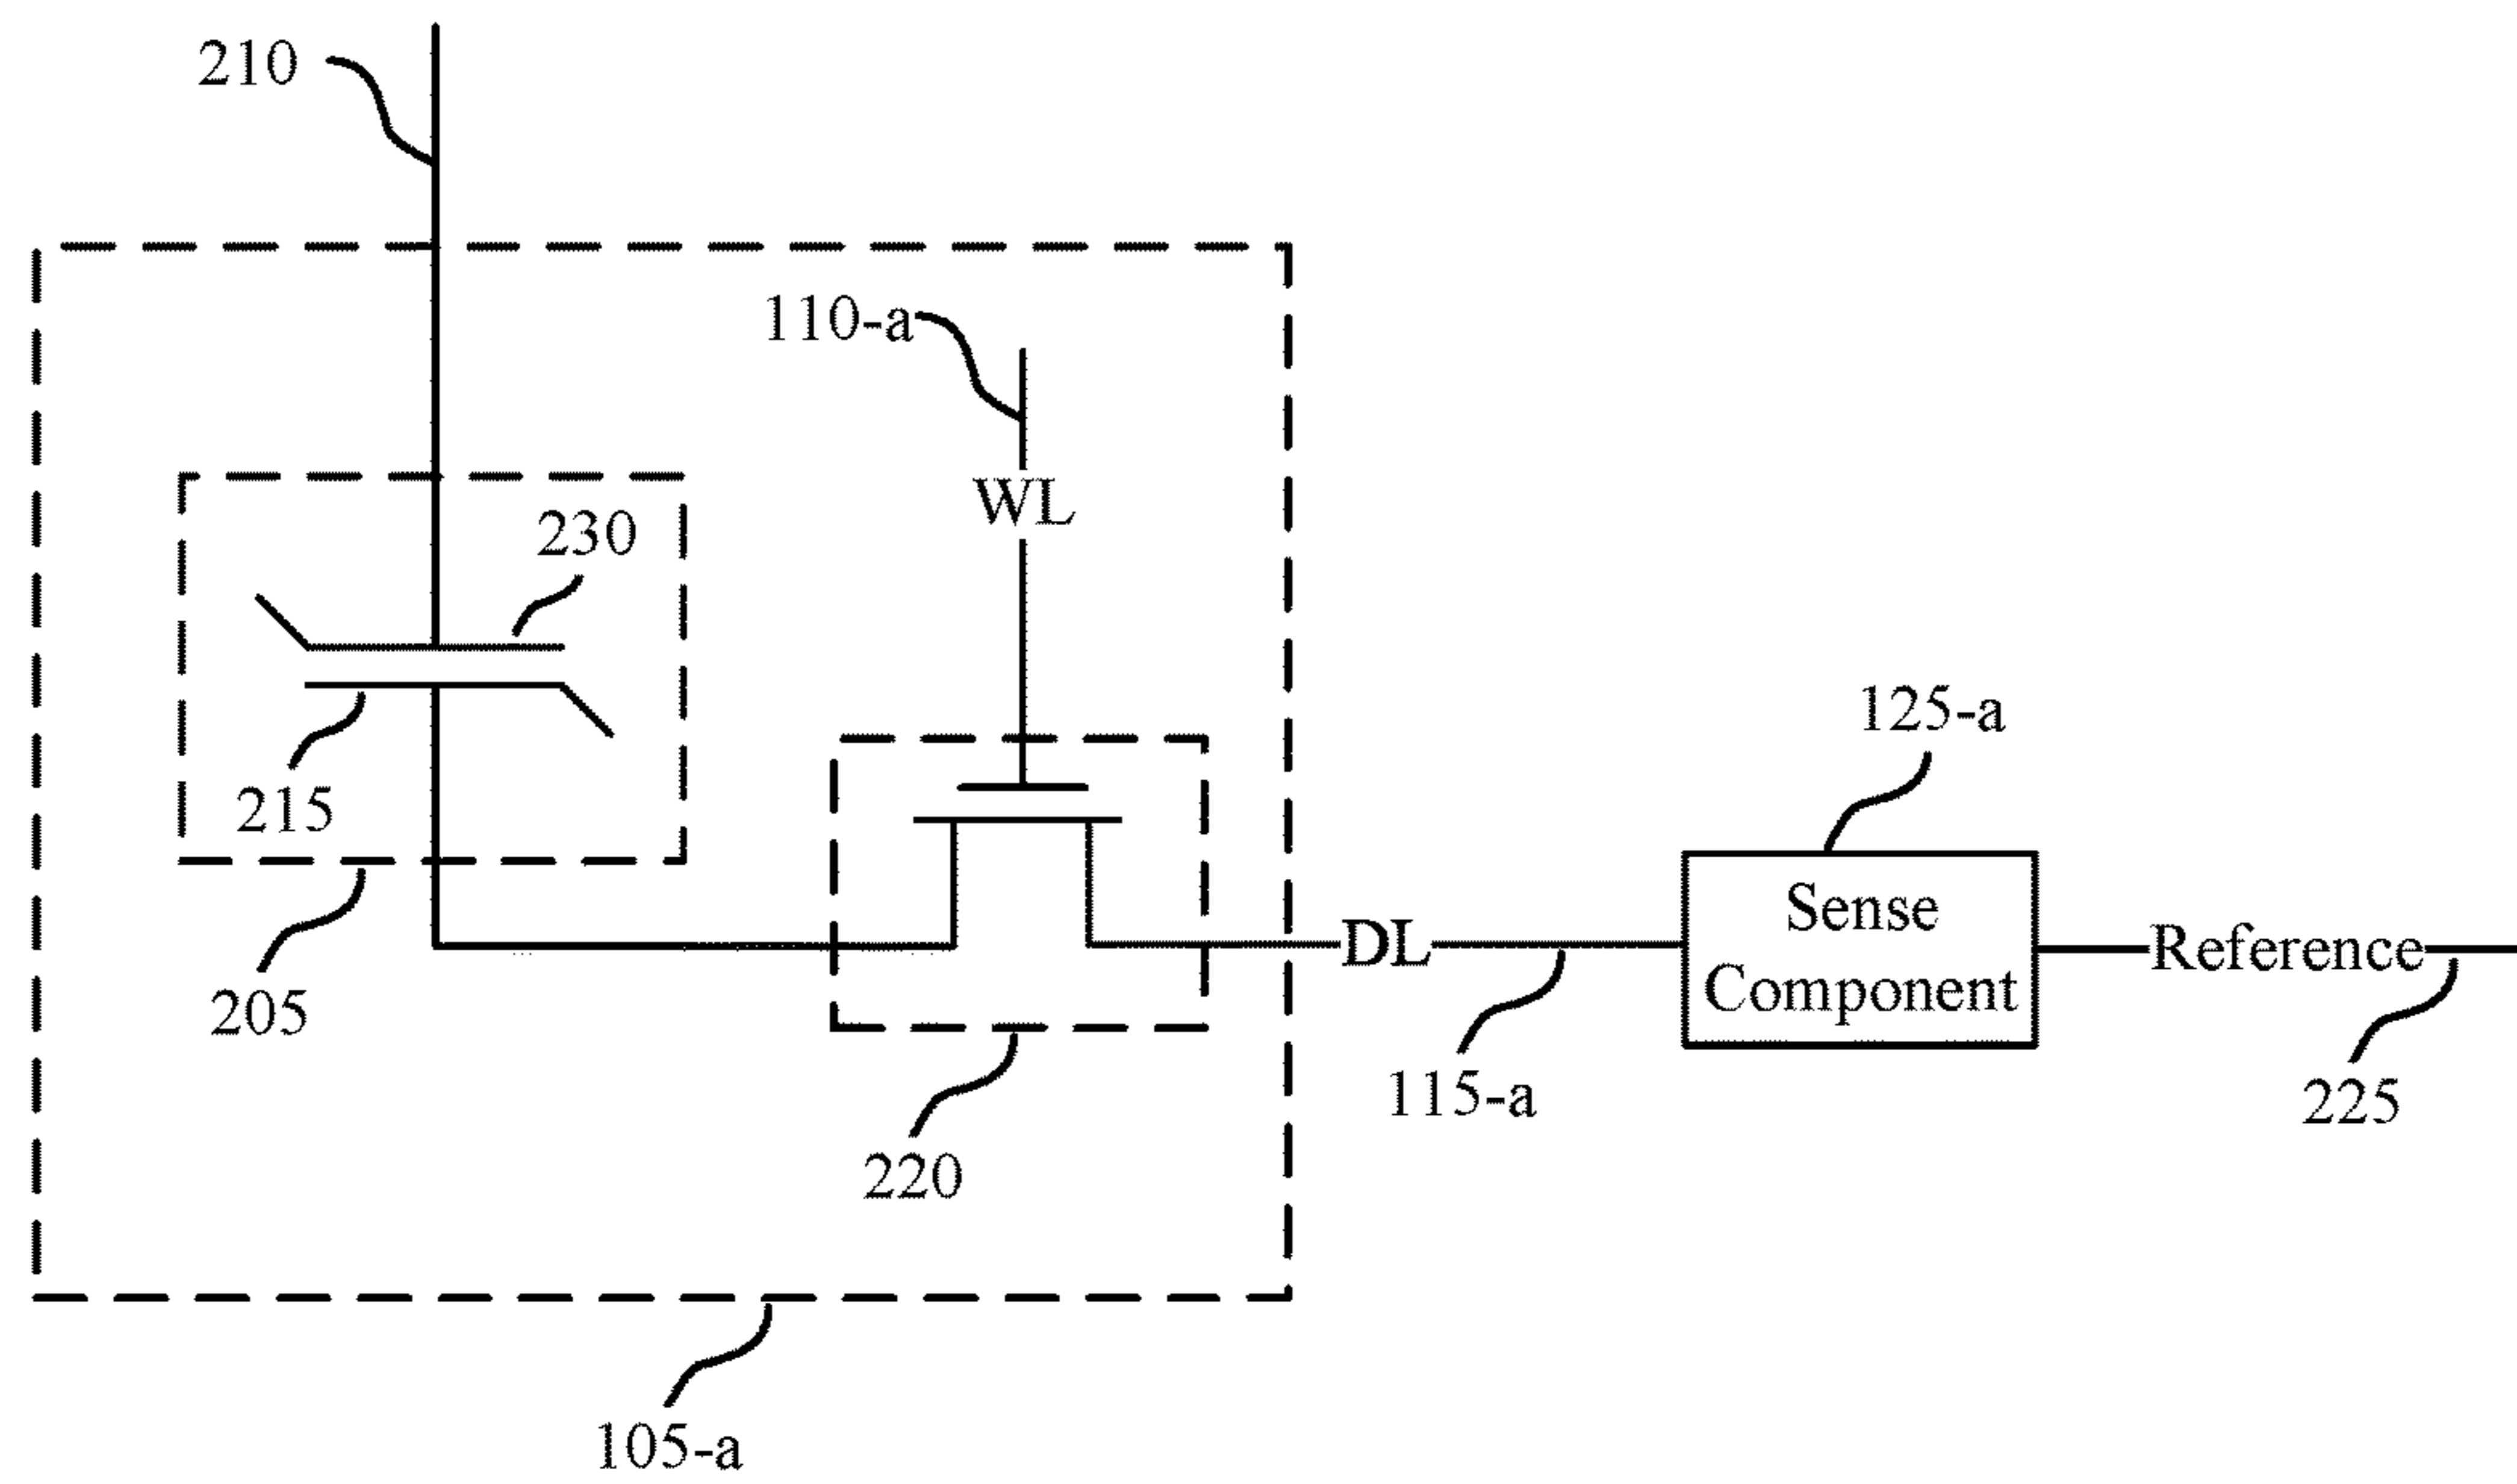 210
110-a
WL
230
125-a
215
Sense
Component
DL
Reference
205
115-a
225
220
105-a